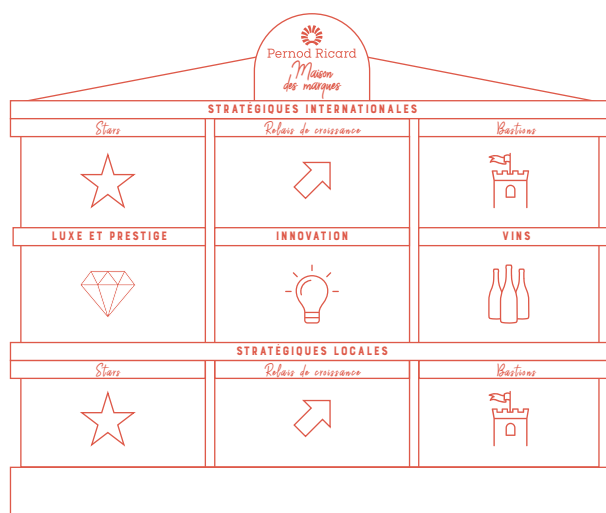 Pernod Ricard
Maison
des marques
STRATÉGIQUES INTERNATIONALES
Stars
Relais de croissance
Bastions
LUXE ET PRESTIGE
INNOVATION
VINS
STRATÉGIQUES LOCALES
Stars
Relais de croissance
Bastions